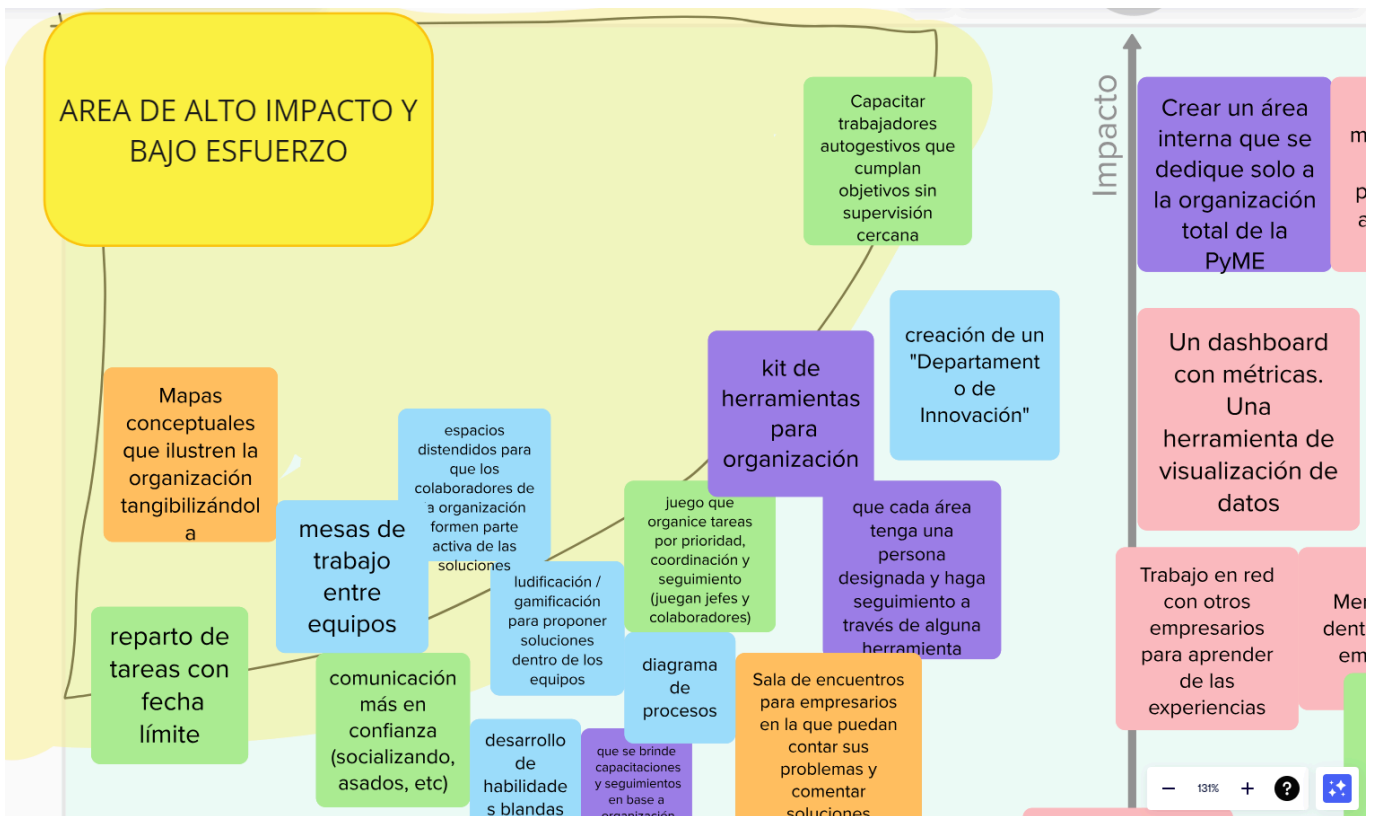 AREA DE ALTO IMPACTO Y
BAJO ESFUERZO
Capacitar
trabajadores
autogestivos que
cumplan
objetivos sin
supervisión
cercana
Impacto
Crear un área
interna que se
dedique solo a
la organización
total de la
PyME
m
p
a
creación de un
"Departament
o de
Innovación"
Un dashboard
con métricas.
Una
herramienta de
visualización de
datos
kit de
herramientas
para
organización
Mapas
conceptuales
que ilustren la
organización
tangibilizándol
a
espacios
distendidos para
que los
colaboradores de
a organización
formen parte
activa de las
soluciones
mesas de
trabajo
entre
equipos
juego que
organice tareas
por prioridad,
coordinación y
seguimiento
(juegan jefes y
colaboradores)
que cada área
tenga una
persona
designada y haga
seguimiento a
través de alguna
herramienta
ludificación /
gamificación
para proponer
soluciones
dentro de los
equipos
Trabajo en red
con otros
empresarios
para aprender
de las
experiencias
Mer
dent
em
reparto de
tareas con
fecha
límite
comunicación
más en
confianza
(socializando,
asados, etc)
diagrama
de
procesos
Sala de encuentros
para empresarios
en la que puedan
contar sus
problemas y
comentar
soluciones
desarrollo
de
habilidade
s blandas
que se brinde
capacitaciones
y seguimientos
en base a
organización
131%